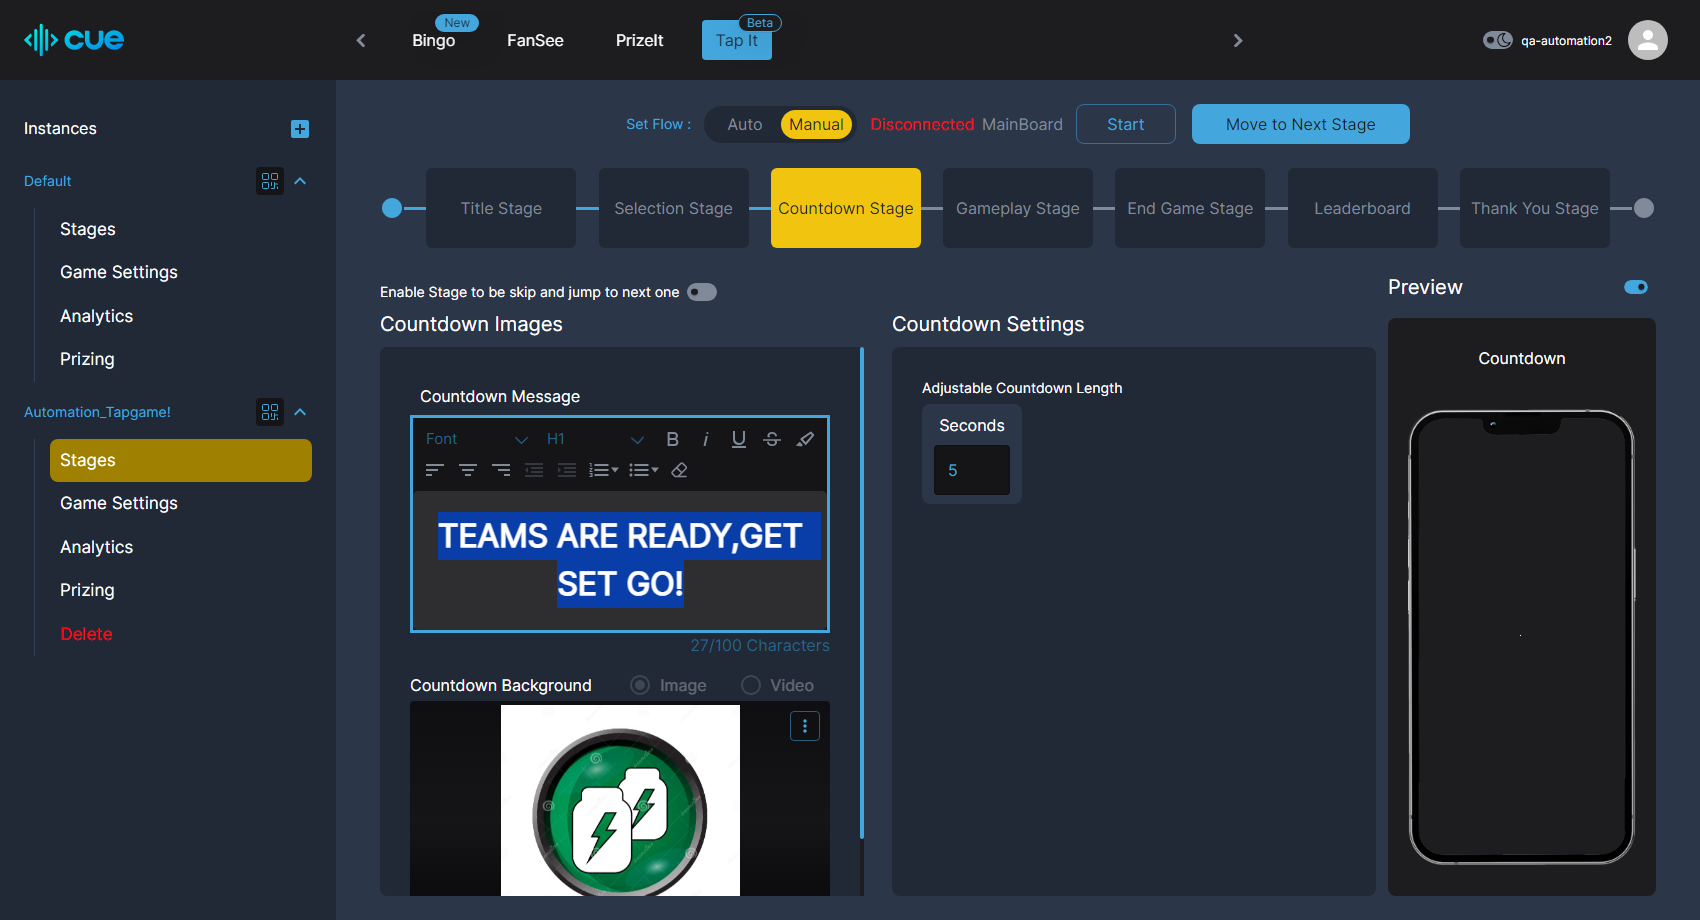 cue
Bingo
New
FanSee
PrizeIt
Tap It
Beta
qa-automation2
Instances
Default
Stages
Game Settings
Analytics
Prizing
Automation_Tapgame!
Stages
Game Settings
Analytics
Prizing
Delete
Set Flow :
Auto
Manual
Disconnected MainBoard
Start
Move to Next Stage
Title Stage
Selection Stage
Countdown Stage
Gameplay Stage
End Game Stage
Leaderboard
Thank You Stage
Enable Stage to be skip and jump to next one
Countdown Images
Countdown Message
Font
H1
B
i
U
S
TEAMS ARE READY,GET
SET GO!
27/100 Characters
Countdown Background
Image
Video
Countdown Settings
Adjustable Countdown Length
Seconds
5
Preview
Countdown